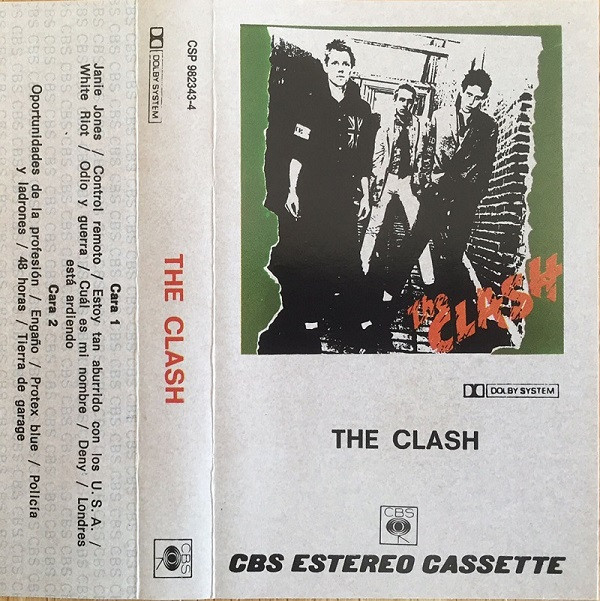 Cara 1
Janie Jones / Control remoto / Estoy tan aburrido con los U. S. A. /
White Riot / Odio y guerra / Cuál es mi nombre / Deny / Londres
está ardiendo
Cara 2
Oportunidades de la profesión / Engaño / Protex blue / Policía
y ladrones / 48 horas / Tierra de garage
DOLBY SYSTEM
CSP 982343-4
THE CLASH
CBS
The CLASH
DOLBY SYSTEM
THE CLASH
CBS
CBS ESTEREO CASSETTE